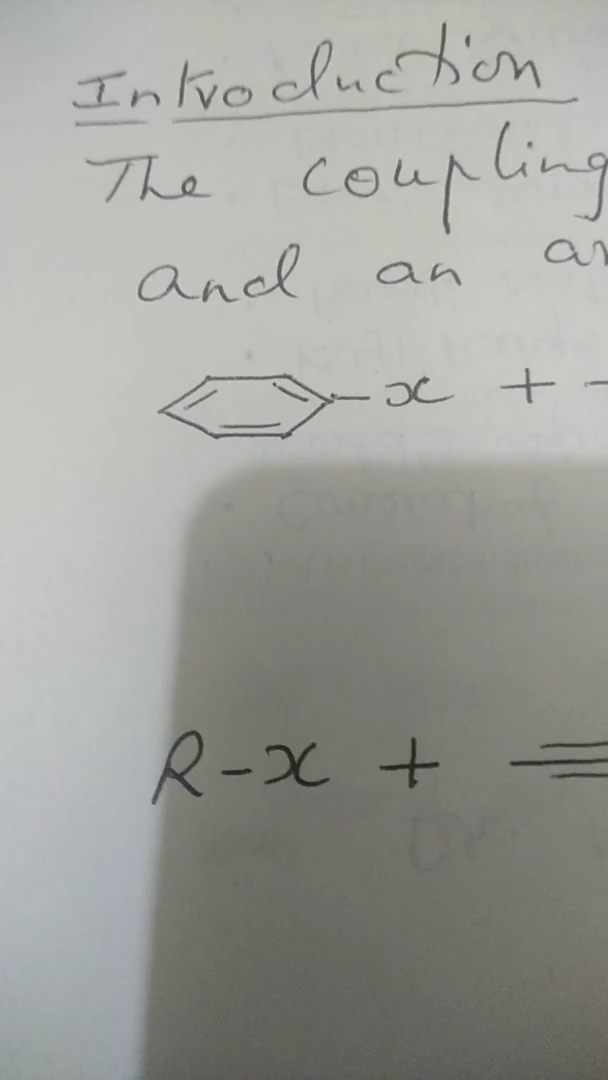 Introduction
The coupling
and an
-x +
R-x +